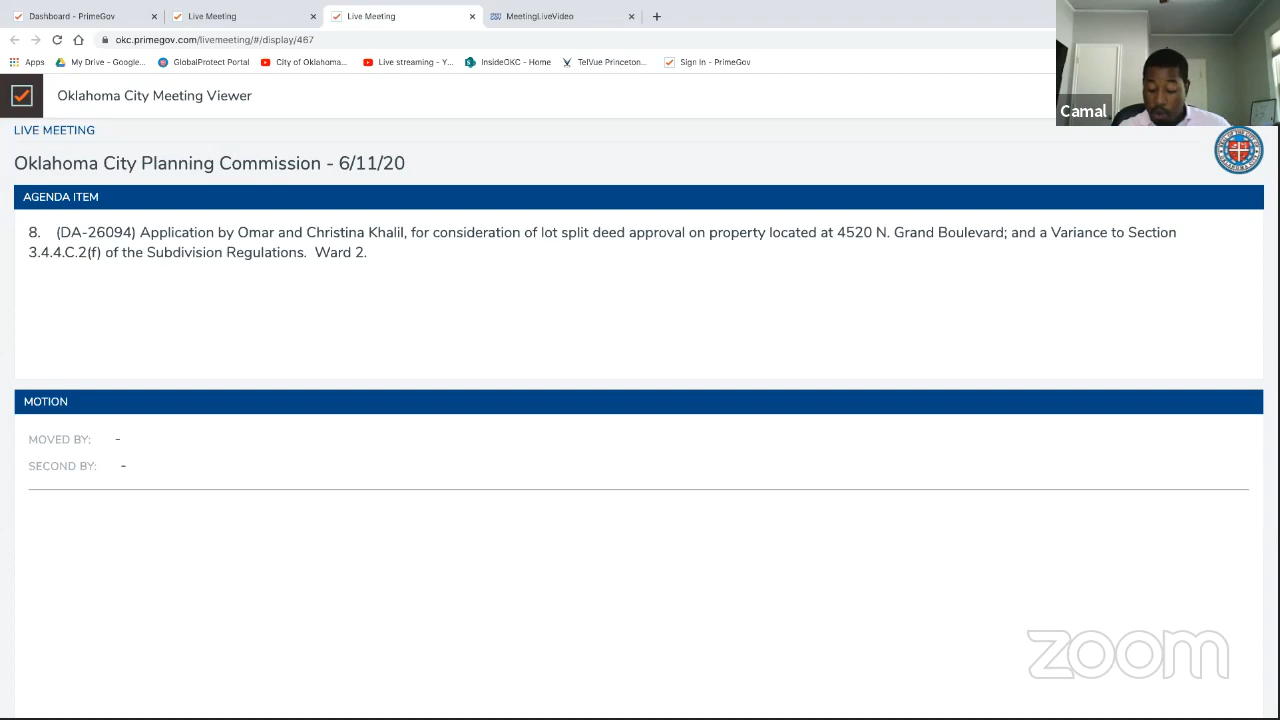 Dashboard - PrimeGov
Live Meeting
Live Meeting
MeetingLiveVideo
okc.primegov.com/livemeeting/#/display/467
Apps
My Drive - Google...
GlobalProtect Portal
City of Oklahoma...
Live streaming - Y...
InsideOKC - Home
TelVue Princeton...
Sign In - PrimeGov
Oklahoma City Meeting Viewer
Camal
LIVE MEETING
Oklahoma City Planning Commission - 6/11/20
AGENDA ITEM
8. (DA-26094) Application by Omar and Christina Khalil, for consideration of lot split deed approval on property located at 4520 N. Grand Boulevard; and a Variance to Section
3.4.4.C.2(f) of the Subdivision Regulations. Ward 2.
MOTION
MOVED BY: -
SECOND BY: -
zoom